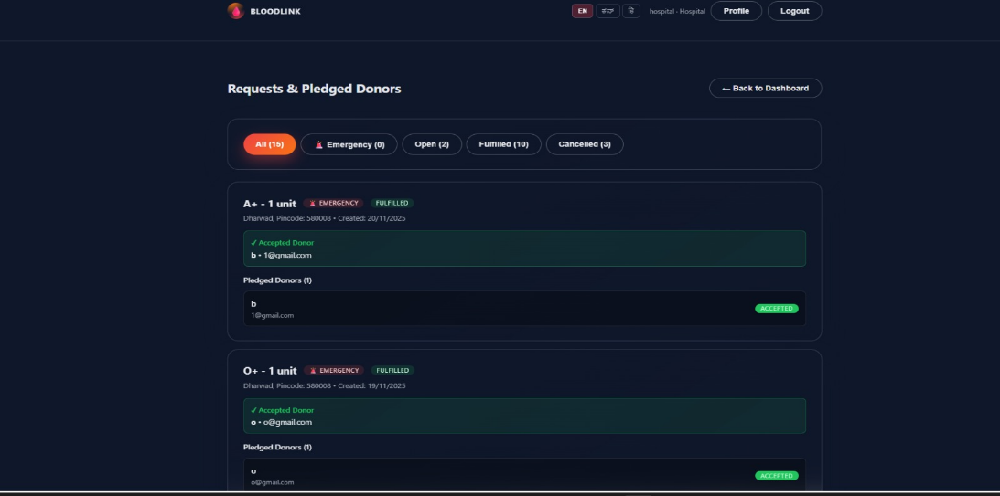 BLOODLINK
EN ಕನ್ನ हि hospital · Hospital Profile Logout
Requests & Pledged Donors
← Back to Dashboard
All (15) Emergency (0) Open (2) Fulfilled (10) Cancelled (3)
A+ - 1 unit EMERGENCY FULFILLED
Dharwad, Pincode: 580008 • Created: 20/11/2025
✓ Accepted Donor
b • 1@gmail.com
Pledged Donors (1)
b
1@gmail.com
ACCEPTED
O+ - 1 unit EMERGENCY FULFILLED
Dharwad, Pincode: 580008 • Created: 19/11/2025
✓ Accepted Donor
o • o@gmail.com
Pledged Donors (1)
o
o@gmail.com
ACCEPTED